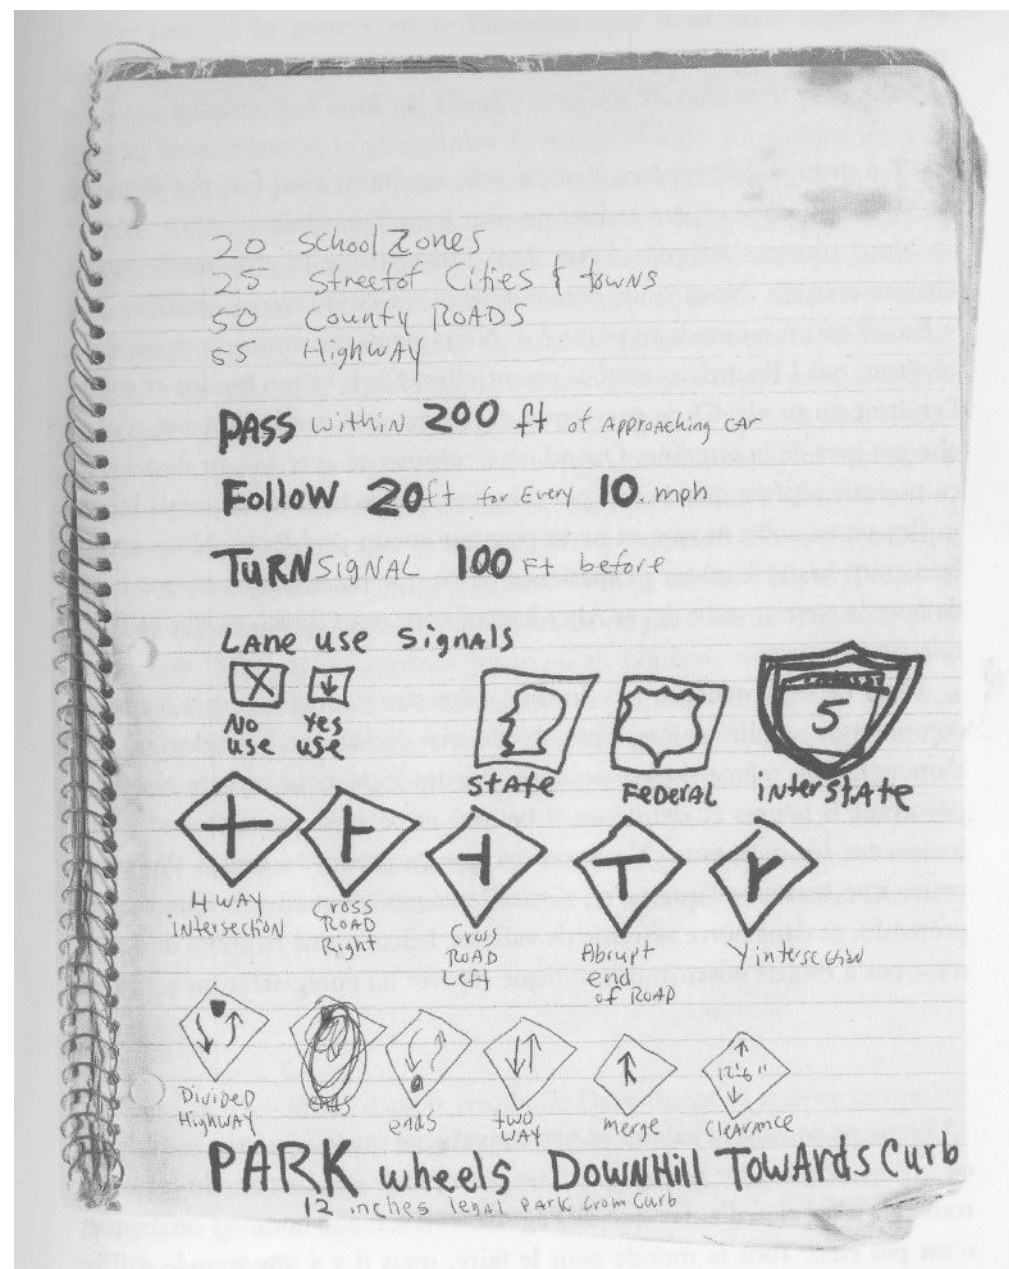 20 School Zones
25 Streetof Cities & towns
50 County ROADS
55 HighwAY
PASS within 200 ft of Approaching cAr
Follow 20ft for Every 10 mph
TURN SIGNAL 100 Ft before
LAne use Signals
X
No use
Yes use
5
StAte
FeDerAl
interstAte
4 WAY intersection
Cross ROAD Right
Cross ROAD Left
Abrupt end of ROAD
Y intersection
12'6"
DiviDeD HighwAY
ends
ends
two WAY
merge
CleArAnce
PARK wheels DowNHill TowArds Curb
12 inches legal PArk from Curb